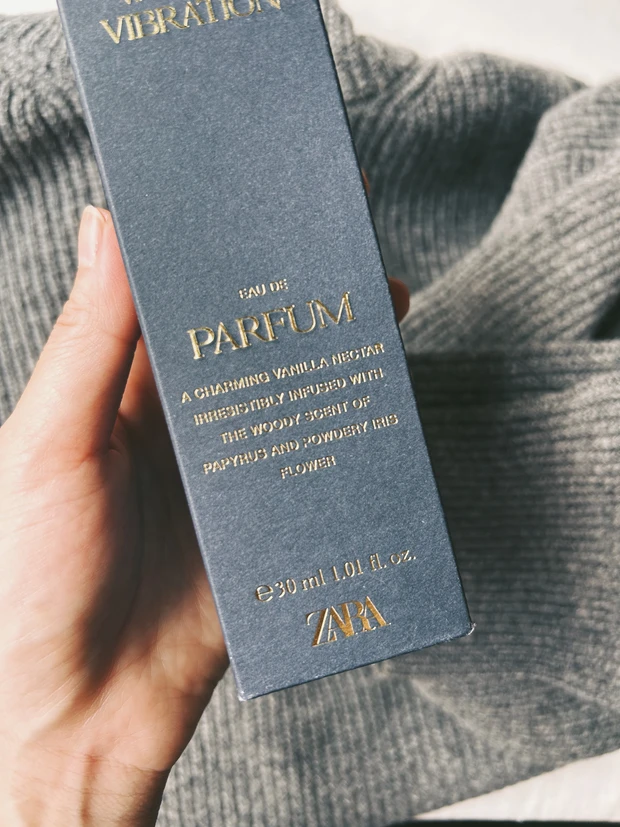 VIBRATION
EAU DE
PARFUM
A CHARMING VANILLA NECTAR
IRRESISTIBLY INFUSED WITH
THE WOODY SCENT OF
PAPYRUS AND POWDERY IRIS
FLOWER
℮30 ml 1.01 fl. oz.
ZARA